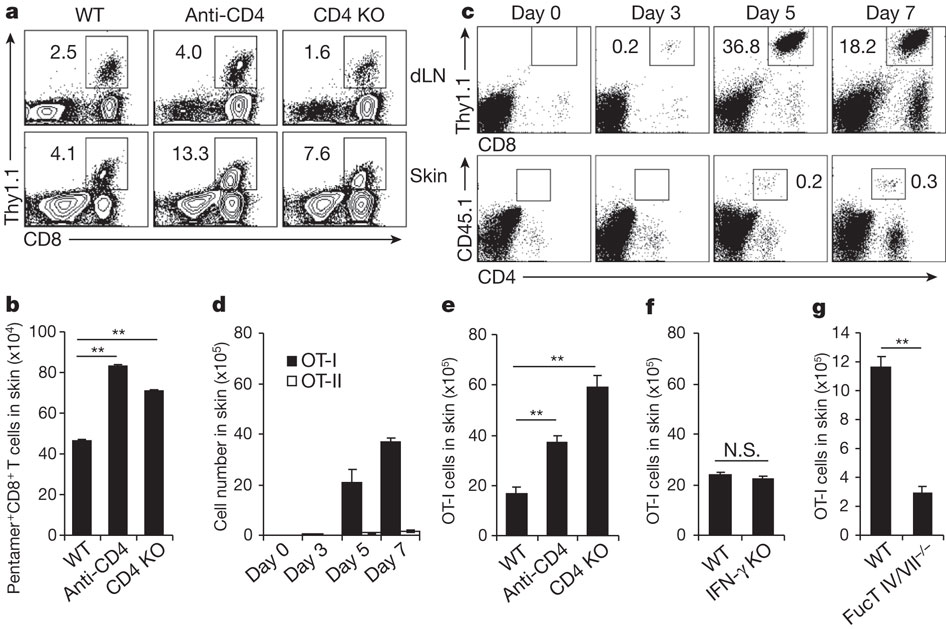 a
WT Anti-CD4 CD4 KO
2.5 4.0 1.6
dLN
4.1 13.3 7.6
Skin
Thy1.1
CD8
c
Day 0 Day 3 Day 5 Day 7
0.2 36.8 18.2
Thy1.1
CD8
0.2 0.3
CD45.1
CD4
b
Pentamer⁺CD8⁺ T cells in skin (x10⁴)
100
80
60
40
20
0
**
**
WT Anti-CD4 CD4 KO
d
Cell number in skin (x10⁵)
80
60
40
20
0
OT-I
OT-II
Day 0 Day 3 Day 5 Day 7
e
OT-I cells in skin (x10⁵)
80
60
40
20
0
**
**
WT Anti-CD4 CD4 KO
f
OT-I cells in skin (x10⁵)
80
60
40
20
0
N.S.
WT IFN-γ KO
g
OT-I cells in skin (x10⁵)
14
12
10
8
6
4
2
0
**
WT FucT IV/VII⁻/⁻